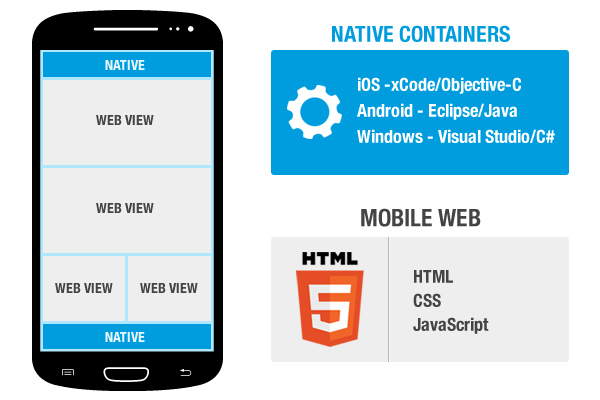 NATIVE
WEB VIEW
WEB VIEW
WEB VIEW WEB VIEW
NATIVE
NATIVE CONTAINERS
iOS -xCode/Objective-C
Android - Eclipse/Java
Windows - Visual Studio/C#
MOBILE WEB
HTML
5
HTML
CSS
JavaScript